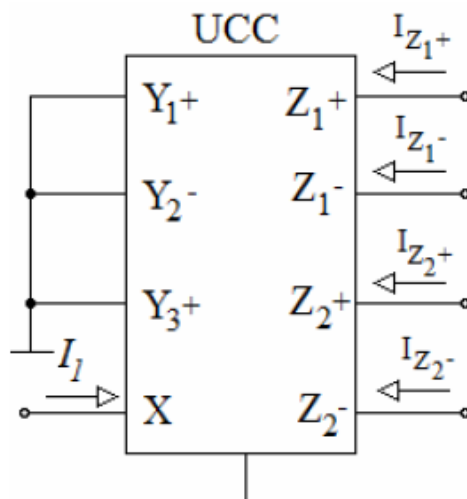 UCC
I_{Z_1+}
Y_1+ Z_1+
I_{Z_1-}
Y_2- Z_1-
I_{Z_2+}
Y_3+ Z_2+
I_1 I_{Z_2-}
X Z_2-